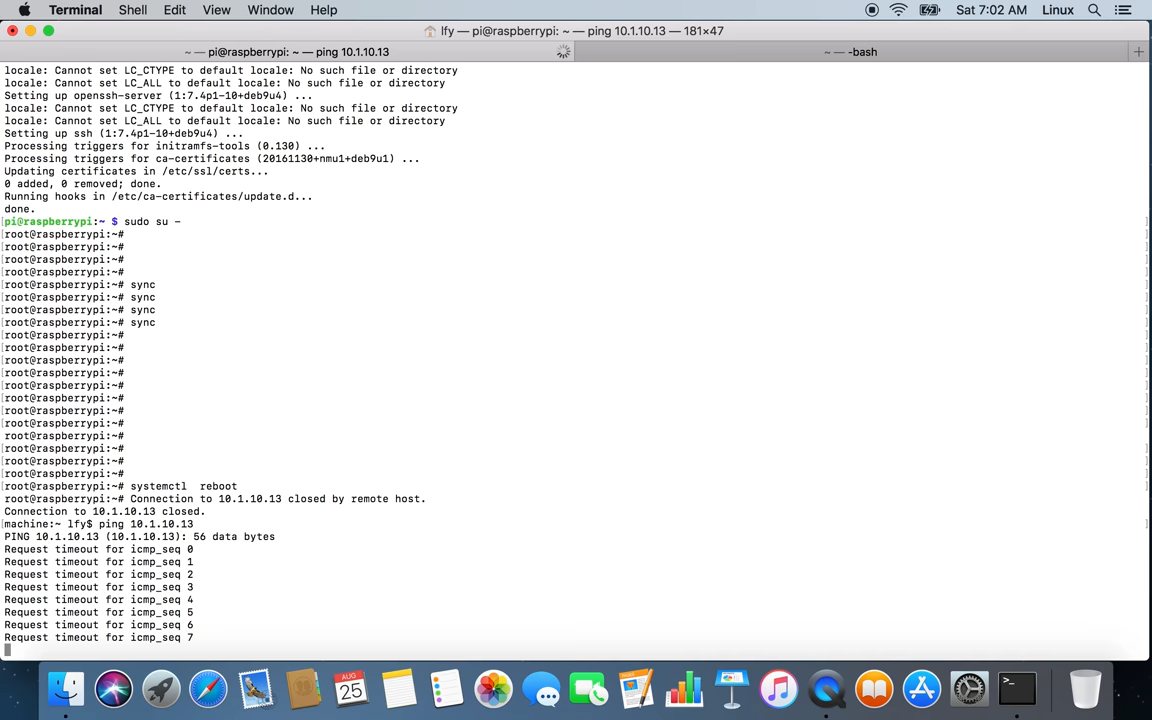 Terminal Shell Edit View Window Help Sat 7:02 AM Linux
lfy — pi@raspberrypi: ~ — ping 10.1.10.13 — 181×47
~ — pi@raspberrypi: ~ — ping 10.1.10.13
~ — -bash
locale: Cannot set LC_CTYPE to default locale: No such file or directory
locale: Cannot set LC_ALL to default locale: No such file or directory
Setting up openssh-server (1:7.4p1-10+deb9u4) ...
locale: Cannot set LC_CTYPE to default locale: No such file or directory
locale: Cannot set LC_ALL to default locale: No such file or directory
Setting up ssh (1:7.4p1-10+deb9u4) ...
Processing triggers for initramfs-tools (0.130) ...
Processing triggers for ca-certificates (20161130+nmu1+deb9u1) ...
Updating certificates in /etc/ssl/certs...
0 added, 0 removed; done.
Running hooks in /etc/ca-certificates/update.d...
done.
pi@raspberrypi:~ $ sudo su -
root@raspberrypi:~#
root@raspberrypi:~#
root@raspberrypi:~#
root@raspberrypi:~#
root@raspberrypi:~# sync
root@raspberrypi:~# sync
root@raspberrypi:~# sync
root@raspberrypi:~# sync
root@raspberrypi:~#
root@raspberrypi:~#
root@raspberrypi:~#
root@raspberrypi:~#
root@raspberrypi:~#
root@raspberrypi:~#
root@raspberrypi:~#
root@raspberrypi:~#
root@raspberrypi:~#
root@raspberrypi:~#
root@raspberrypi:~#
root@raspberrypi:~#
root@raspberrypi:~# systemctl  reboot
root@raspberrypi:~# Connection to 10.1.10.13 closed by remote host.
Connection to 10.1.10.13 closed.
machine:~ lfy$ ping 10.1.10.13
PING 10.1.10.13 (10.1.10.13): 56 data bytes
Request timeout for icmp_seq 0
Request timeout for icmp_seq 1
Request timeout for icmp_seq 2
Request timeout for icmp_seq 3
Request timeout for icmp_seq 4
Request timeout for icmp_seq 5
Request timeout for icmp_seq 6
Request timeout for icmp_seq 7
AUG
25